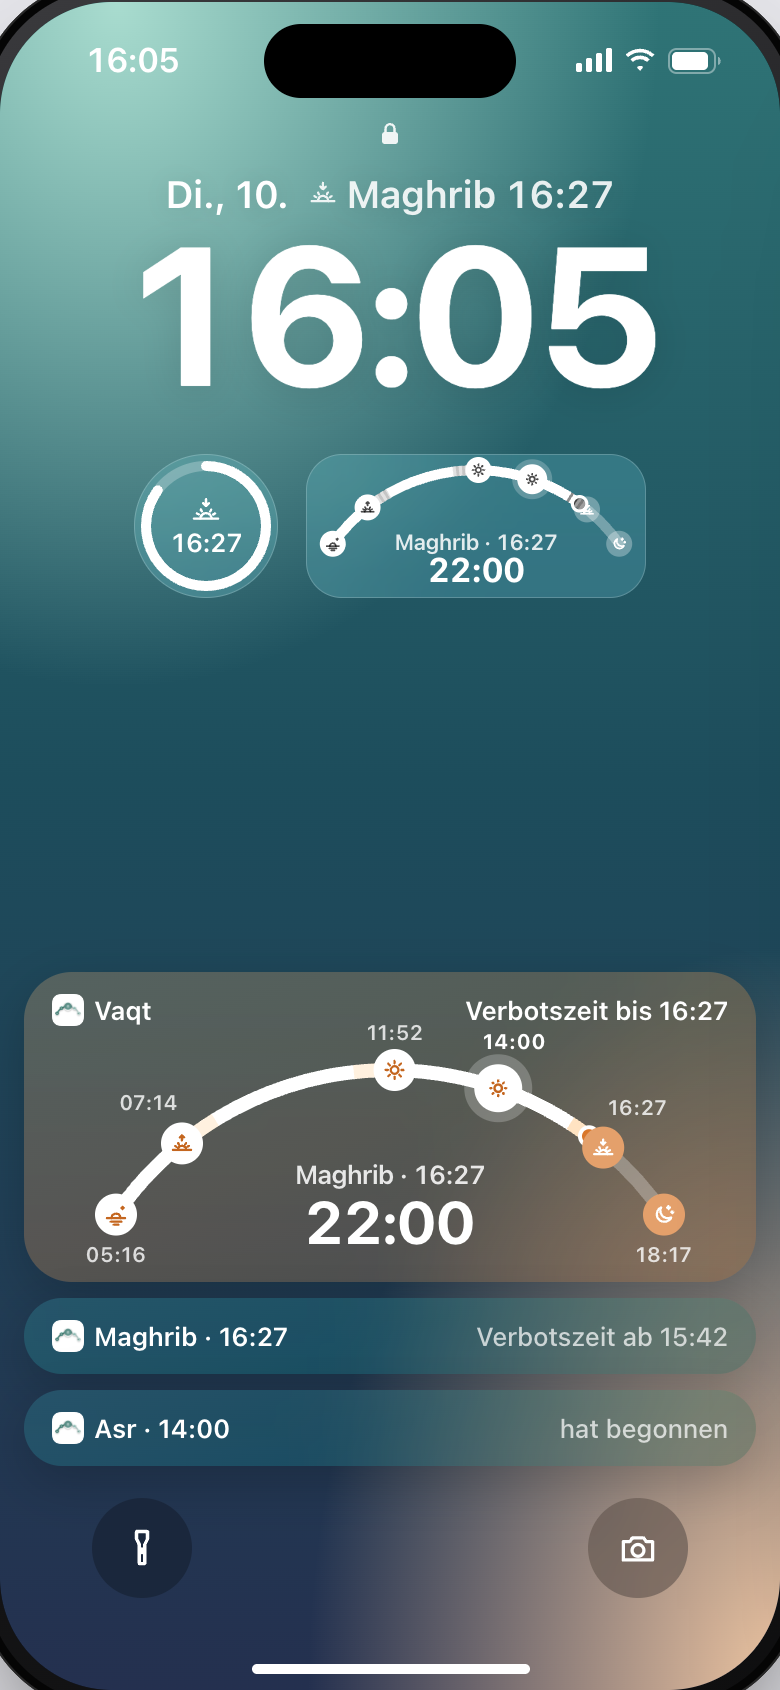 16:05
Di., 10. Maghrib 16:27
16:05
16:27
Maghrib · 16:27
22:00
Vaqt
Verbotszeit bis 16:27
11:52
14:00
07:14
16:27
Maghrib · 16:27
22:00
05:16
18:17
Maghrib · 16:27
Verbotszeit ab 15:42
Asr · 14:00
hat begonnen